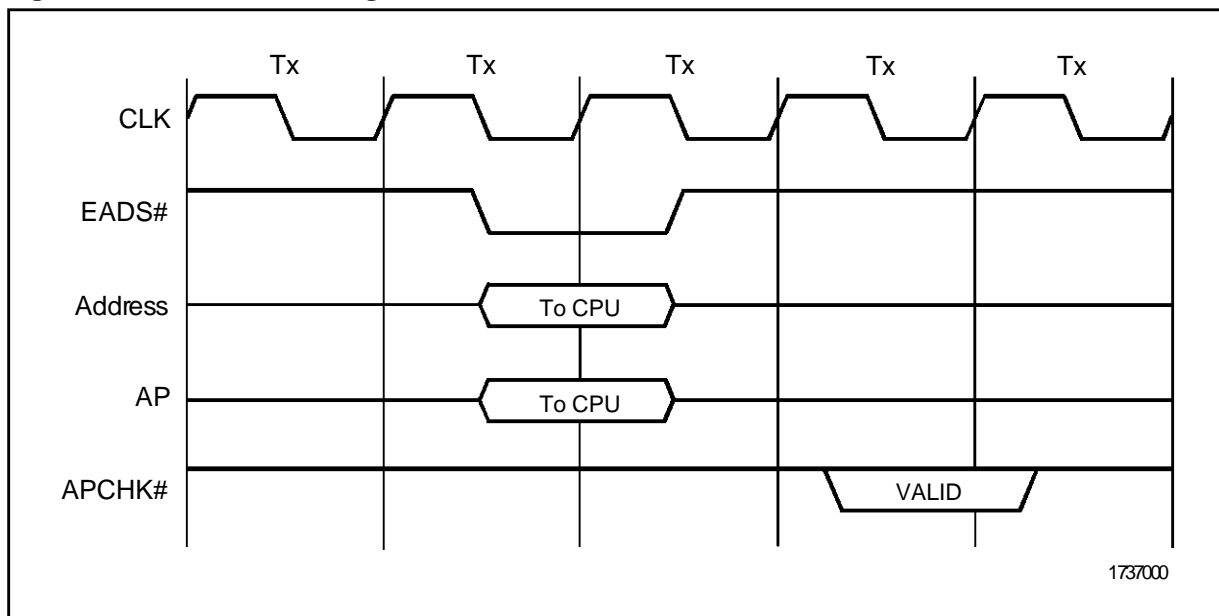 Tx Tx Tx Tx Tx
CLK
EADS#
Address To CPU
AP To CPU
APCHK# VALID
1737000